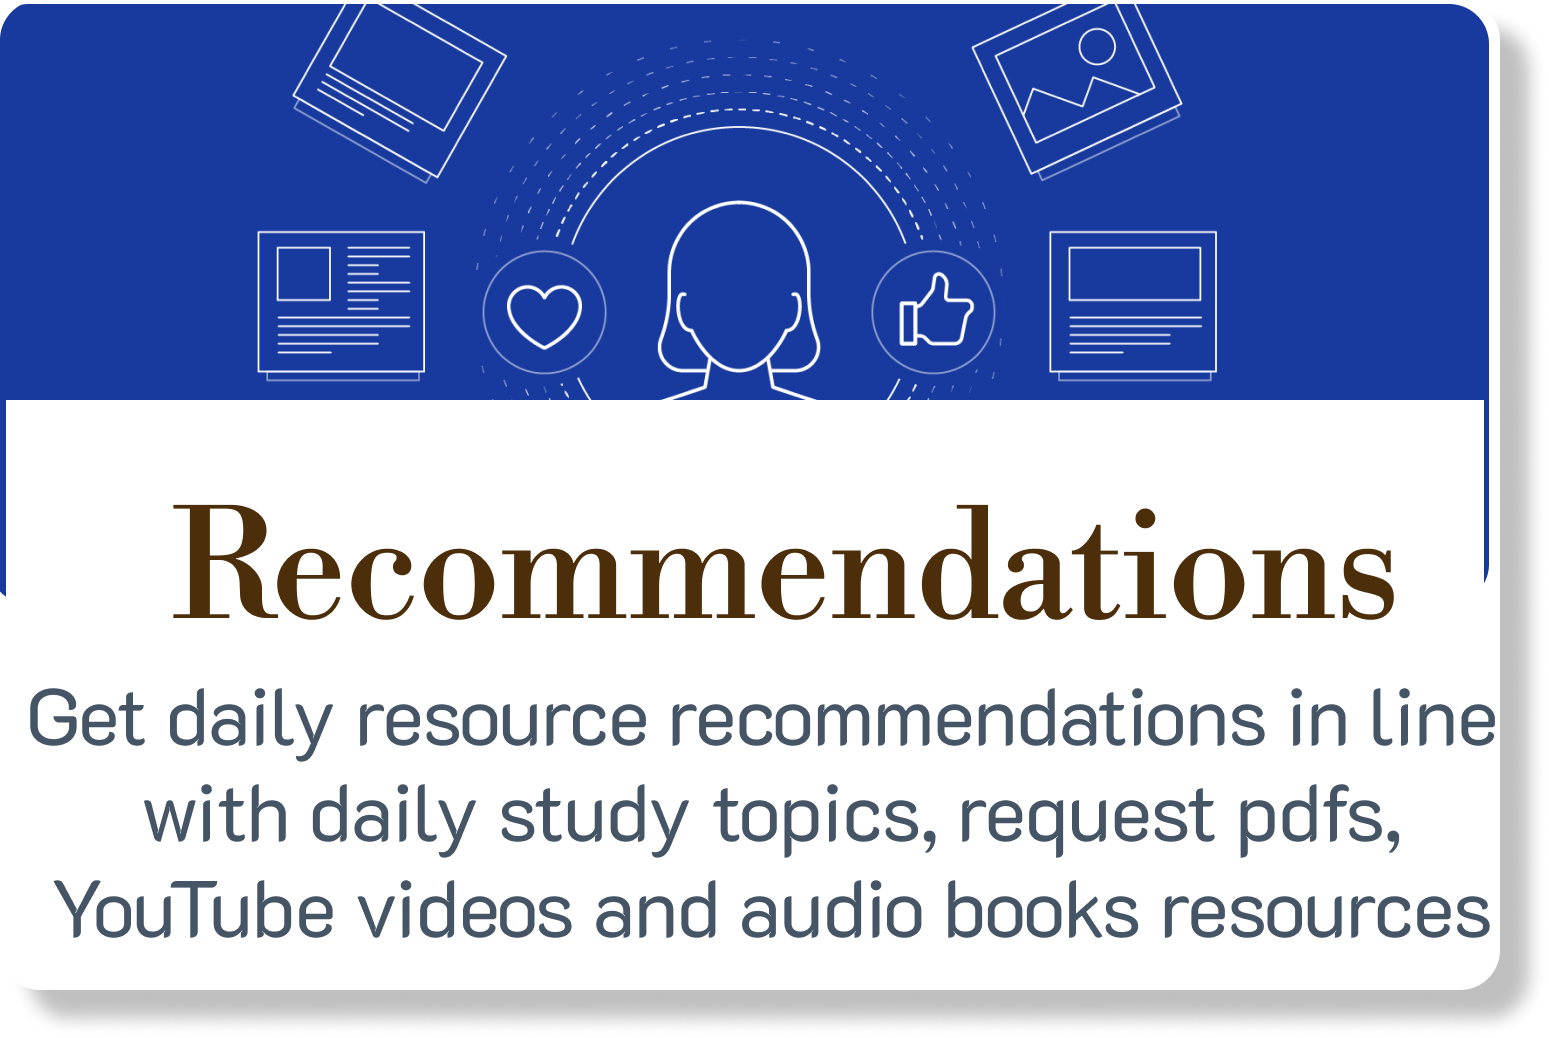 Recommendations
Get daily resource recommendations in line
with daily study topics, request pdfs,
YouTube videos and audio books resources